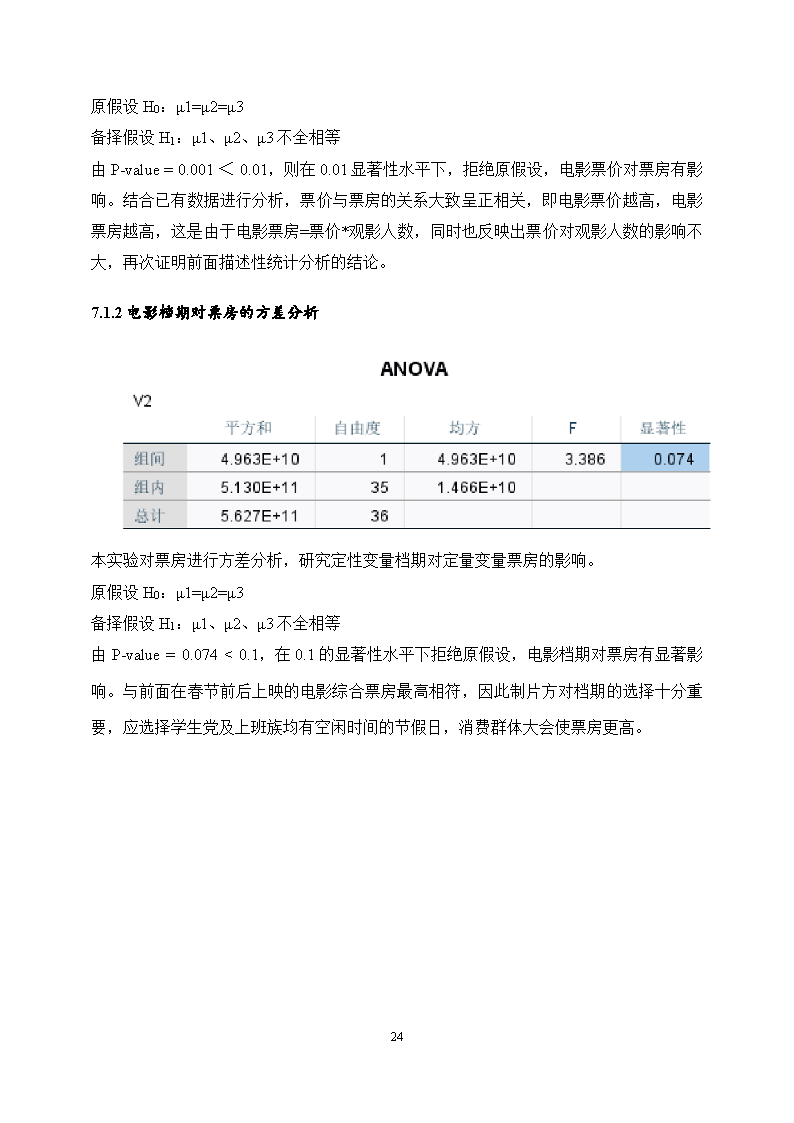 原假设 H0：μ1=μ2=μ3
备择假设 H1：μ1、μ2、μ3 不全相等
由 P-value = 0.001 ＜ 0.01，则在 0.01 显著性水平下，拒绝原假设，电影票价对票房有影
响。结合已有数据进行分析，票价与票房的关系大致呈正相关，即电影票价越高，电影
票房越高，这是由于电影票房=票价*观影人数，同时也反映出票价对观影人数的影响不
大，再次证明前面描述性统计分析的结论。
7.1.2 电影档期对票房的方差分析
ANOVA
V2
平方和 自由度 均方 F 显著性
组间 4.963E+10 1 4.963E+10 3.386 0.074
组内 5.130E+11 35 1.466E+10
总计 5.627E+11 36
本实验对票房进行方差分析，研究定性变量档期对定量变量票房的影响。
原假设 H0：μ1=μ2=μ3
备择假设 H1：μ1、μ2、μ3 不全相等
由 P-value = 0.074 < 0.1，在 0.1 的显著性水平下拒绝原假设，电影档期对票房有显著影
响。与前面在春节前后上映的电影综合票房最高相符，因此制片方对档期的选择十分重
要，应选择学生党及上班族均有空闲时间的节假日，消费群体大会使票房更高。
24